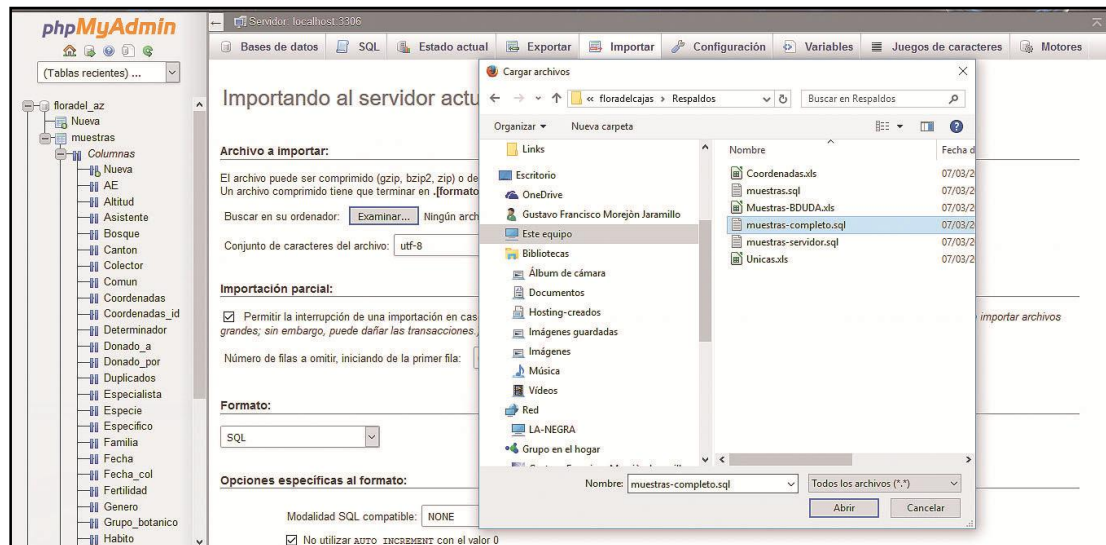 phpMyAdmin
(Tablas recientes) ...
floradel_az
Nueva
muestras
Columnas
Nueva
AE
Altitud
Asistente
Bosque
Canton
Colector
Comun
Coordenadas
Coordenadas_id
Determinador
Donado_a
Donado_por
Duplicados
Especialista
Especie
Especifico
Familia
Fecha
Fecha_col
Fertilidad
Genero
Grupo_botanico
Habito
Servidor: localhost:3306
Bases de datos SQL Estado actual Exportar Importar Configuración Variables Juegos de caracteres Motores
Importando al servidor actu
Archivo a importar:
El archivo puede ser comprimido (gzip, bzip2, zip) o de
Un archivo comprimido tiene que terminar en .[formato
Buscar en su ordenador: Examinar... Ningún arch
Conjunto de caracteres del archivo: utf-8
Importación parcial:
Permitir la interrupción de una importación en cas
importar archivos
grandes; sin embargo, puede dañar las transacciones.
Número de filas a omitir, iniciando de la primer fila:
Formato:
SQL
Opciones específicas al formato:
Modalidad SQL compatible: NONE
No utilizar AUTO_INCREMENT con el valor 0
Cargar archivos
« floradelcajas > Respaldos
Buscar en Respaldos
Organizar Nueva carpeta
Links
Escritorio
OneDrive
Gustavo Francisco Morejòn Jaramillo
Este equipo
Bibliotecas
Álbum de cámara
Documentos
Hosting-creados
Imágenes guardadas
Imágenes
Música
Vídeos
Red
LA-NEGRA
Grupo en el hogar
Nombre Fecha d
Coordenadas.xls 07/03/2
muestras.sql 07/03/2
Muestras-BDUDA.xls 07/03/2
muestras-completo.sql 07/03/2
muestras-servidor.sql 07/03/2
Unicas.xls 07/03/2
Nombre: muestras-completo.sql Todos los archivos (*.*)
Abrir Cancelar